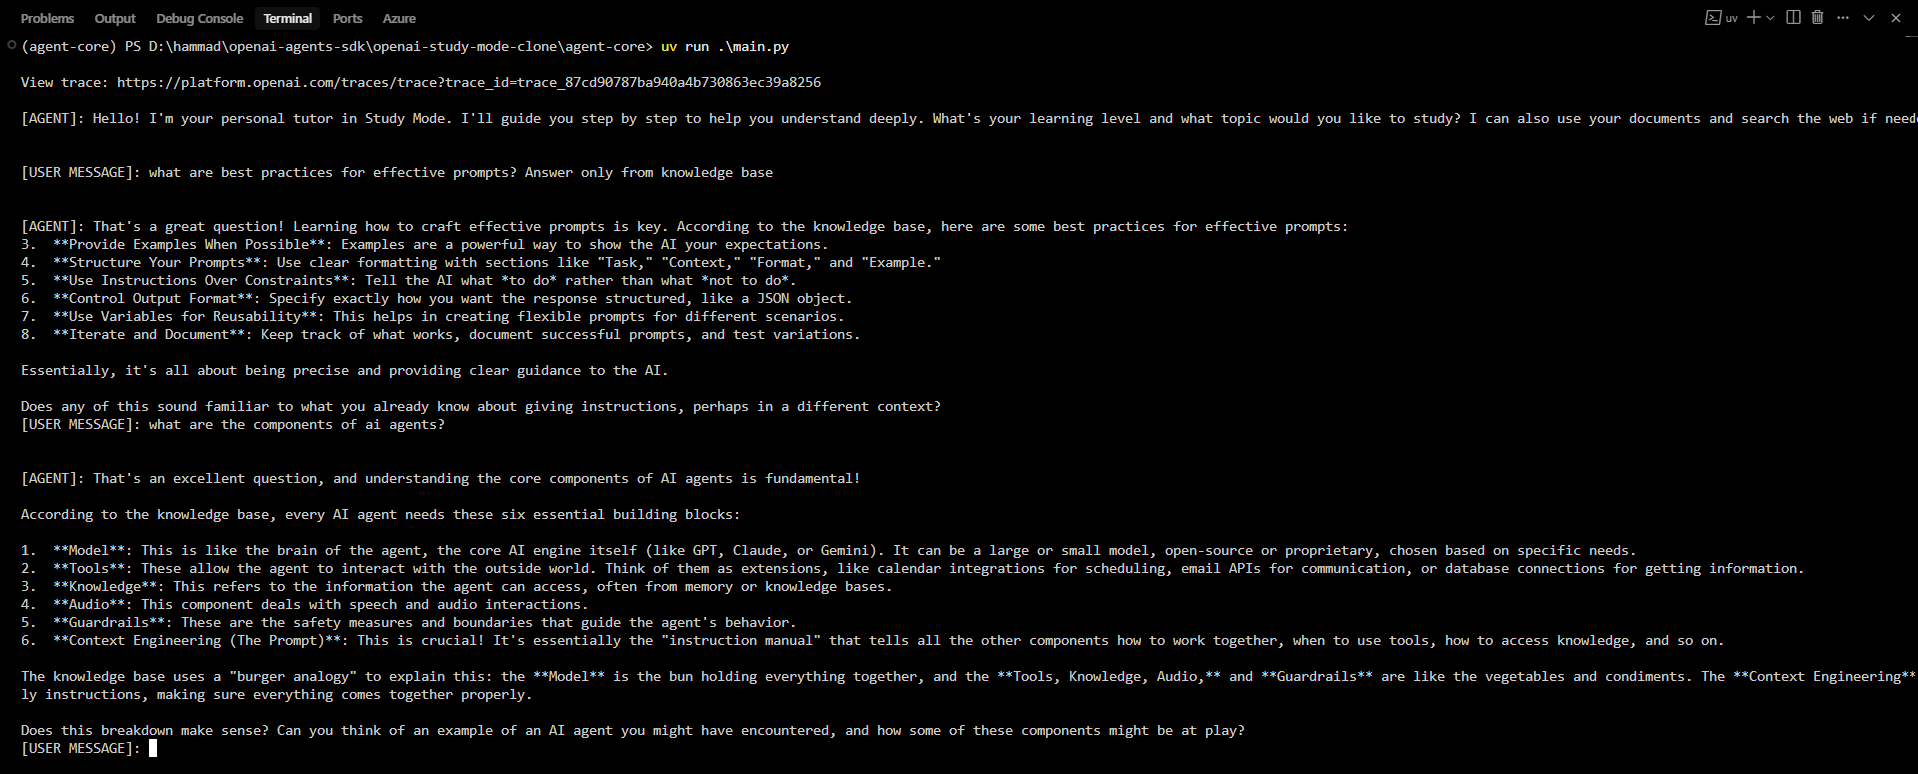 Problems Output Debug Console Terminal Ports Azure uv
(agent-core) PS D:\hammad\openai-agents-sdk\openai-study-mode-clone\agent-core> uv run .\main.py
View trace: https://platform.openai.com/traces/trace?trace_id=trace_87cd90787ba940a4b730863ec39a8256
[AGENT]: Hello! I'm your personal tutor in Study Mode. I'll guide you step by step to help you understand deeply. What's your learning level and what topic would you like to study? I can also use your documents and search the web if neede
[USER MESSAGE]: what are best practices for effective prompts? Answer only from knowledge base
[AGENT]: That's a great question! Learning how to craft effective prompts is key. According to the knowledge base, here are some best practices for effective prompts:
3.  **Provide Examples When Possible**: Examples are a powerful way to show the AI your expectations.
4.  **Structure Your Prompts**: Use clear formatting with sections like "Task," "Context," "Format," and "Example."
5.  **Use Instructions Over Constraints**: Tell the AI what *to do* rather than what *not to do*.
6.  **Control Output Format**: Specify exactly how you want the response structured, like a JSON object.
7.  **Use Variables for Reusability**: This helps in creating flexible prompts for different scenarios.
8.  **Iterate and Document**: Keep track of what works, document successful prompts, and test variations.
Essentially, it's all about being precise and providing clear guidance to the AI.
Does any of this sound familiar to what you already know about giving instructions, perhaps in a different context?
[USER MESSAGE]: what are the components of ai agents?
[AGENT]: That's an excellent question, and understanding the core components of AI agents is fundamental!
According to the knowledge base, every AI agent needs these six essential building blocks:
1.  **Model**: This is like the brain of the agent, the core AI engine itself (like GPT, Claude, or Gemini). It can be a large or small model, open-source or proprietary, chosen based on specific needs.
2.  **Tools**: These allow the agent to interact with the outside world. Think of them as extensions, like calendar integrations for scheduling, email APIs for communication, or database connections for getting information.
3.  **Knowledge**: This refers to the information the agent can access, often from memory or knowledge bases.
4.  **Audio**: This component deals with speech and audio interactions.
5.  **Guardrails**: These are the safety measures and boundaries that guide the agent's behavior.
6.  **Context Engineering (The Prompt)**: This is crucial! It's essentially the "instruction manual" that tells all the other components how to work together, when to use tools, how to access knowledge, and so on.
The knowledge base uses a "burger analogy" to explain this: the **Model** is the bun holding everything together, and the **Tools, Knowledge, Audio,** and **Guardrails** are like the vegetables and condiments. The **Context Engineering**
ly instructions, making sure everything comes together properly.
Does this breakdown make sense? Can you think of an example of an AI agent you might have encountered, and how some of these components might be at play?
[USER MESSAGE]: